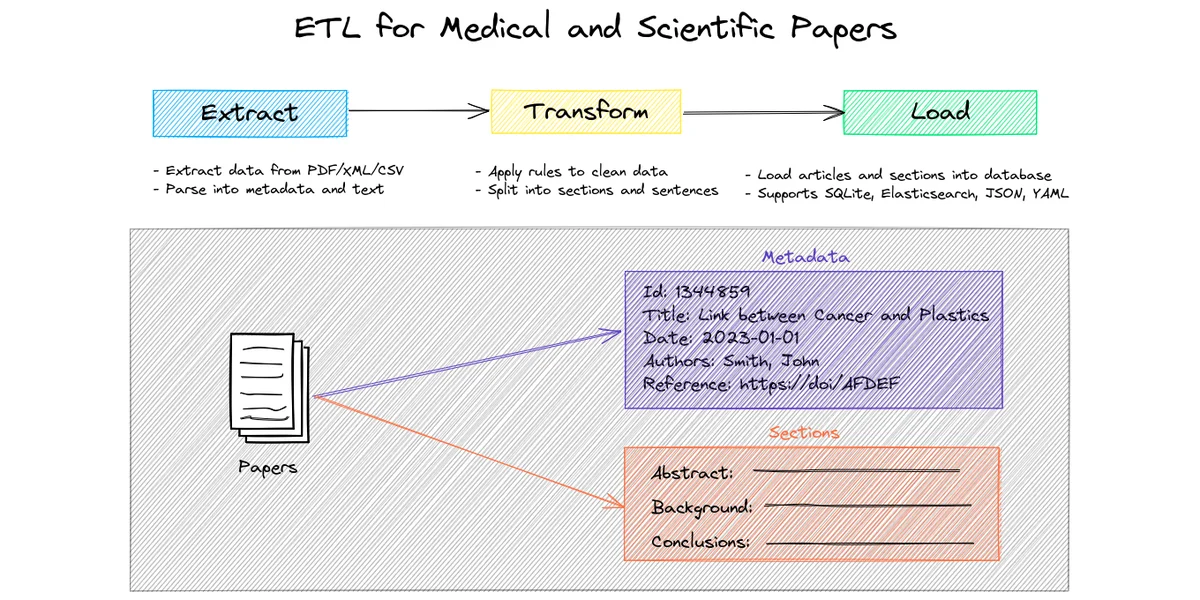 ETL for Medical and Scientific Papers
Extract
Transform
Load
- Extract data from PDF/XML/CSV
- Parse into metadata and text
- Apply rules to clean data
- Split into sections and sentences
- Load articles and sections into database
- Supports SQLite, Elasticsearch, JSON, YAML
Papers
Metadata
Id: 1344859
Title: Link between Cancer and Plastics
Date: 2023-01-01
Authors: Smith, John
Reference: https://doi/AFDEF
Sections
Abstract:
Background:
Conclusions: